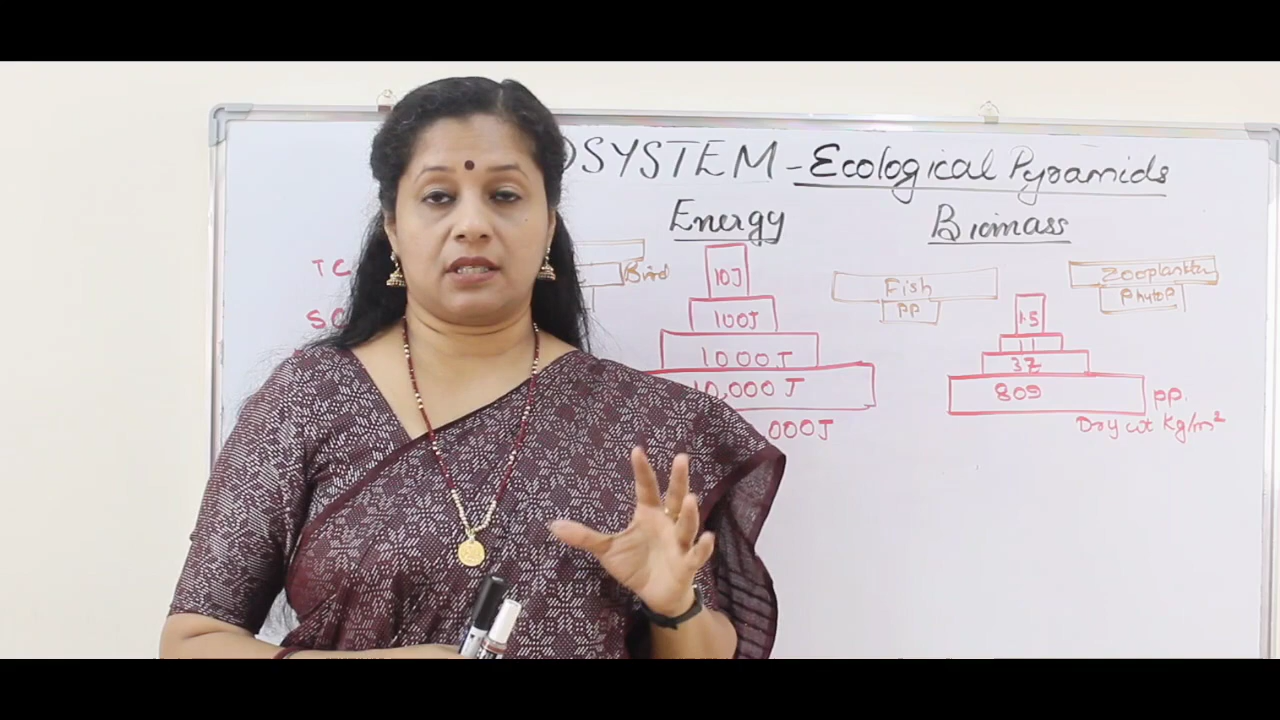 OSYSTEM - Ecological Pyramids
Energy
Biomass
TC
Bird
10J
Fish
Zooplankton
PP
PhytoP
SC
100J
1.5
11
1000J
37
10,000 J
809
pp.
000J
Dry wt Kg/m²